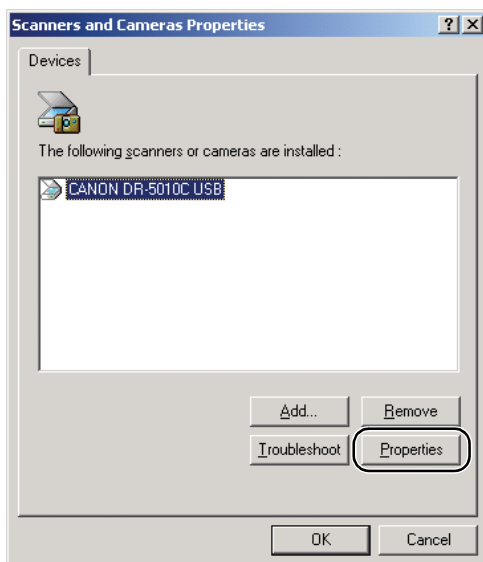 Scanners and Cameras Properties
Devices
The following scanners or cameras are installed :
CANON DR-5010C USB
Add... Remove
Troubleshoot Properties
OK Cancel